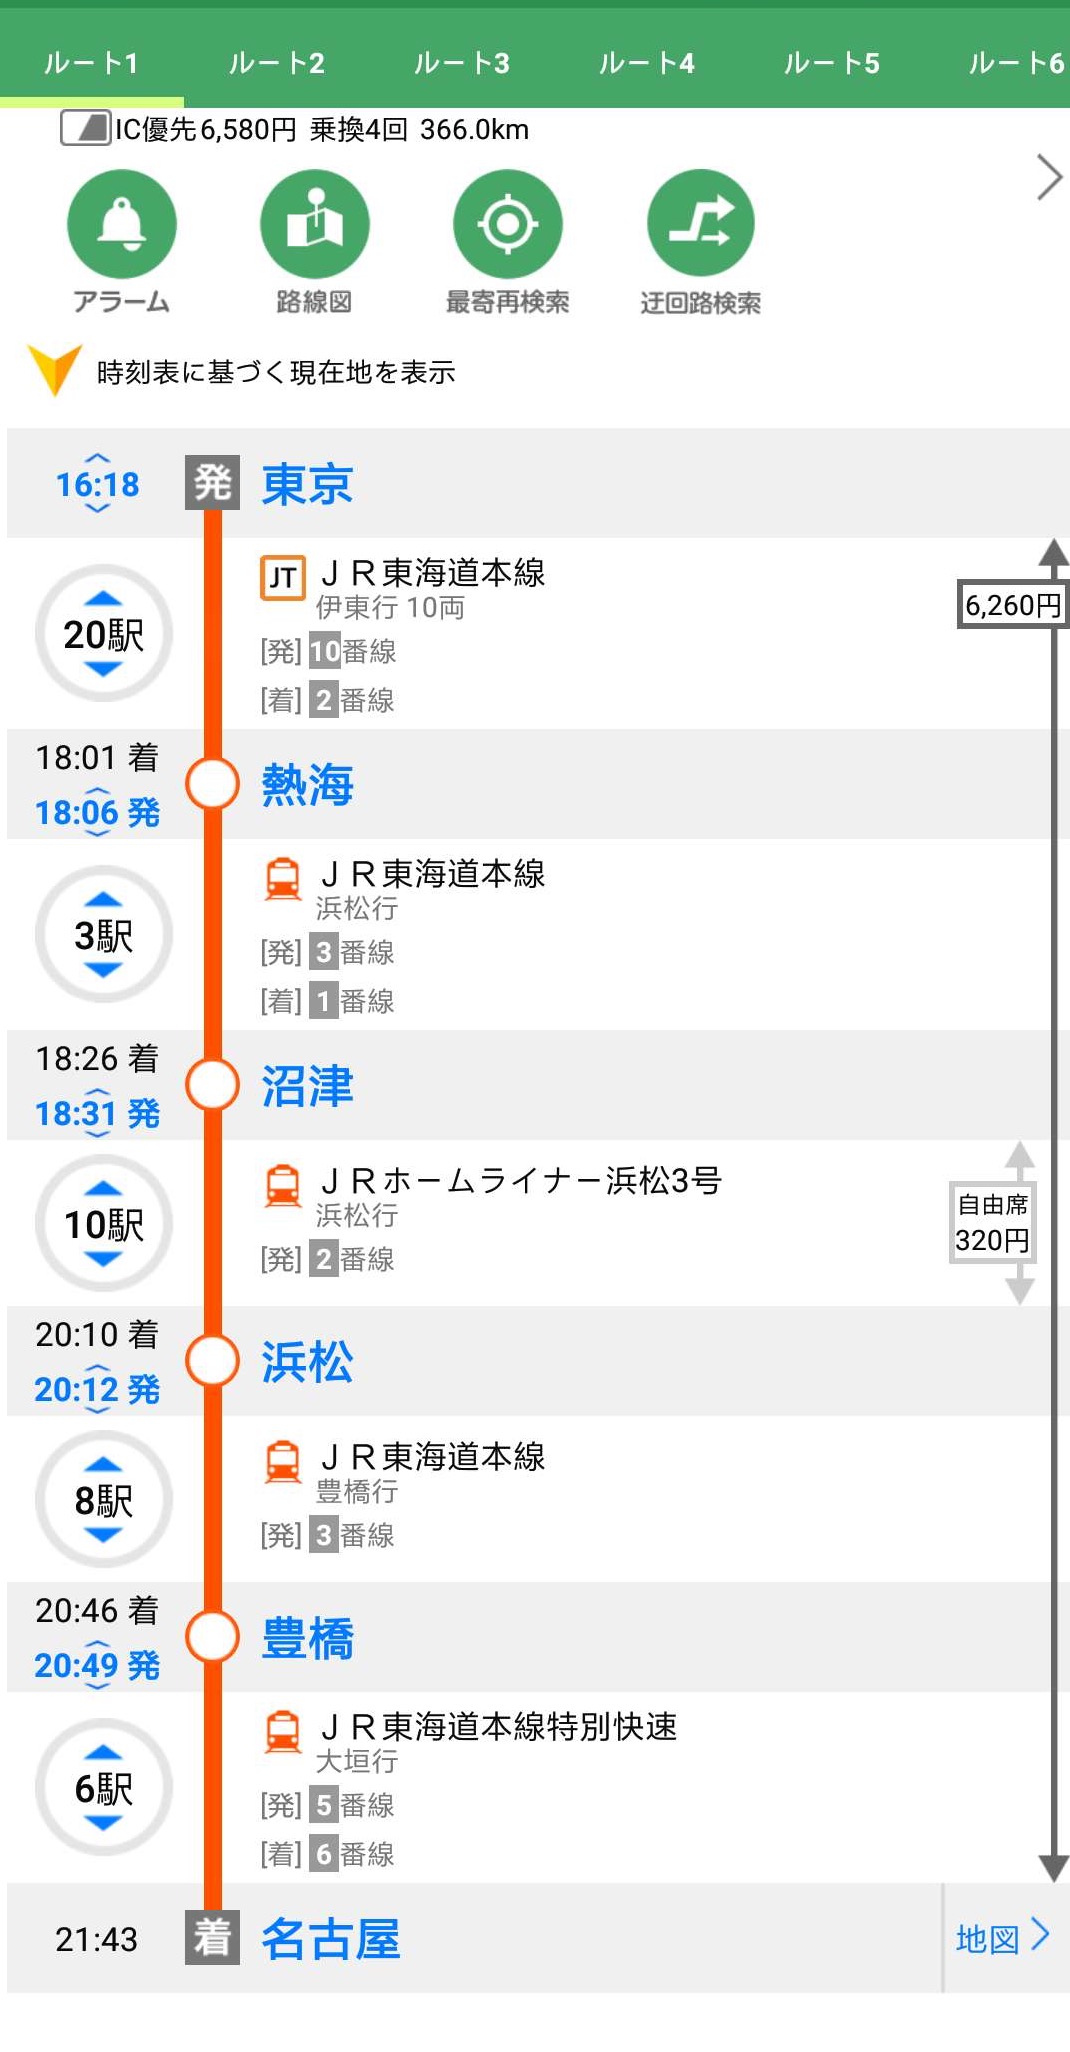 ルート1 ルート2 ルート3 ルート4 ルート5 ルート6
IC優先6,580円 乗換4回 366.0km
アラーム 路線図 最寄再検索 迂回路検索
時刻表に基づく現在地を表示
16:18 発 東京
JT ＪＲ東海道本線
伊東行 10両
6,260円
20駅
[発] 10番線
[着] 2番線
18:01 着
熱海
18:06 発
ＪＲ東海道本線
浜松行
3駅
[発] 3番線
[着] 1番線
18:26 着
沼津
18:31 発
ＪＲホームライナー浜松3号
浜松行
自由席
320円
10駅
[発] 2番線
20:10 着
浜松
20:12 発
ＪＲ東海道本線
豊橋行
8駅
[発] 3番線
20:46 着
豊橋
20:49 発
ＪＲ東海道本線特別快速
大垣行
6駅
[発] 5番線
[着] 6番線
21:43 着 名古屋 地図